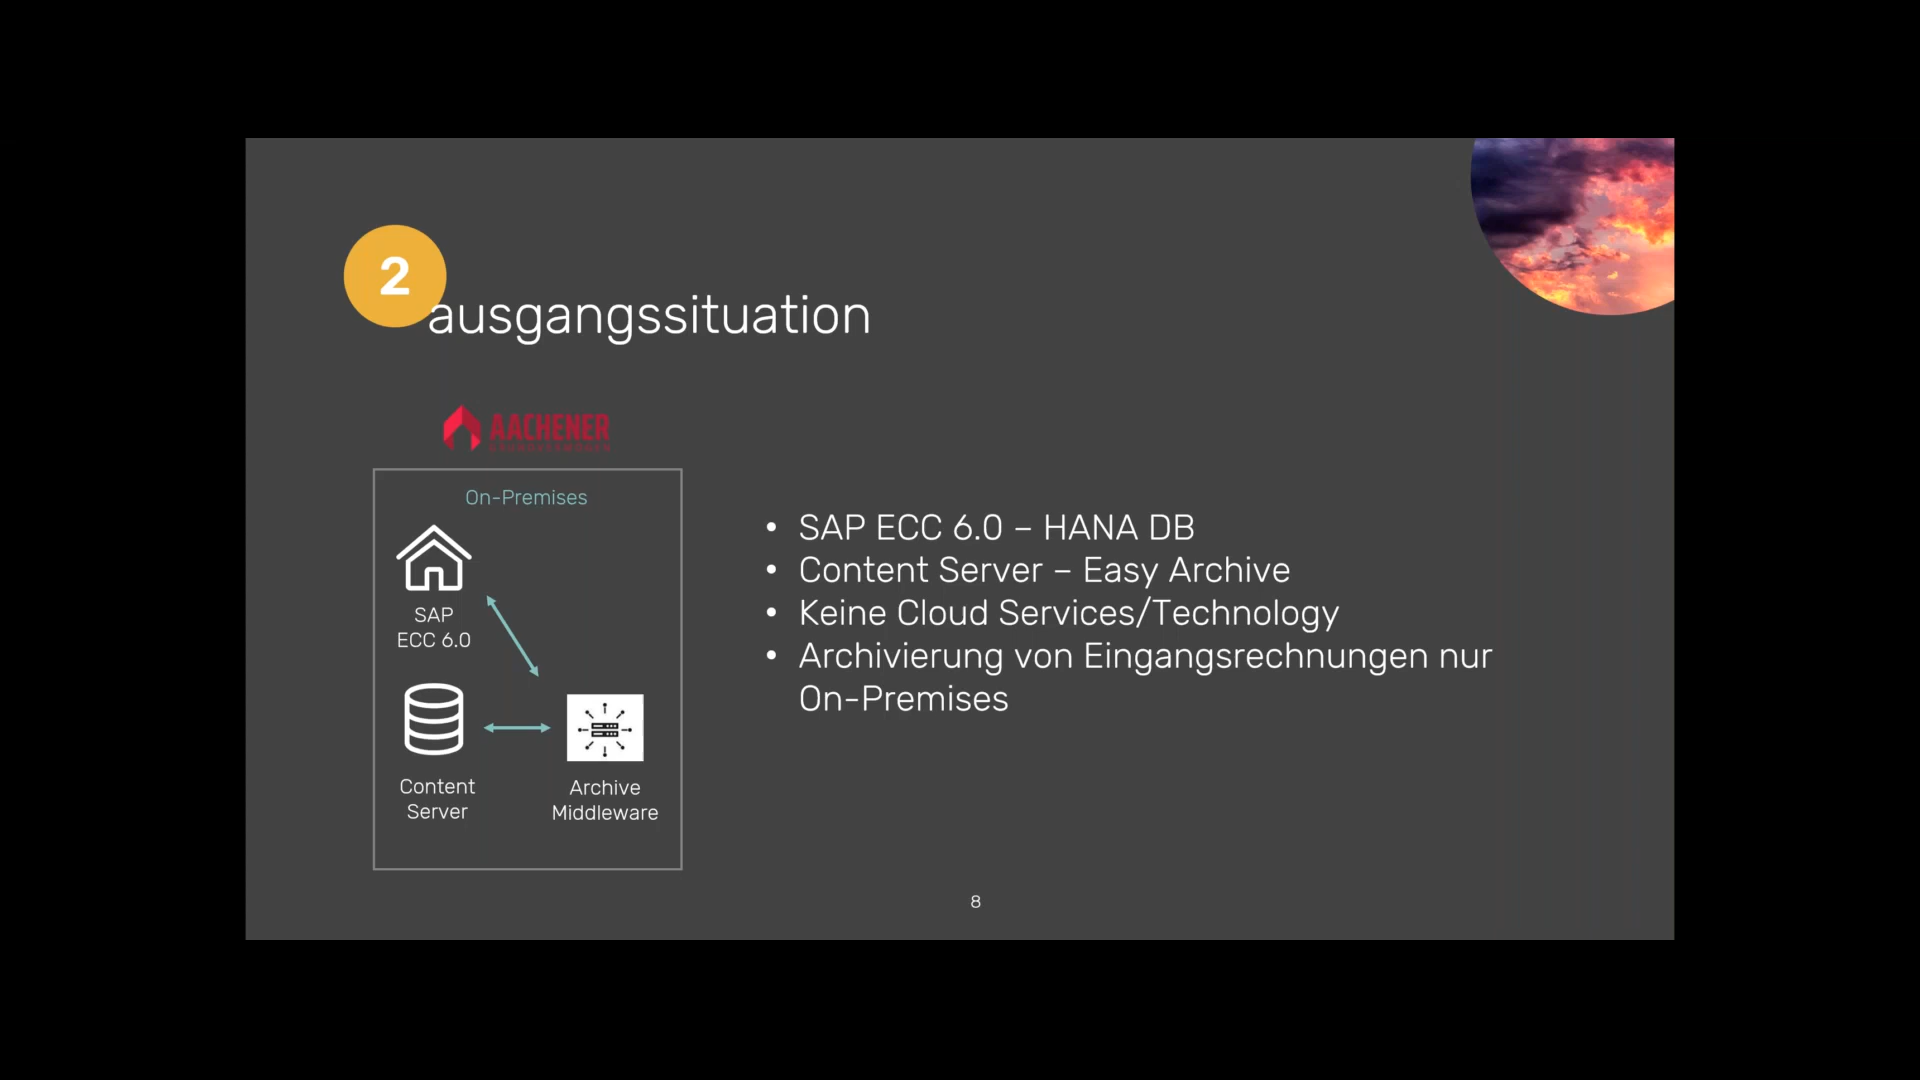 2
ausgangssituation
AACHENER
On-Premises
SAP
ECC 6.0
Content
Server
Archive
Middleware
• SAP ECC 6.0 – HANA DB
• Content Server – Easy Archive
• Keine Cloud Services/Technology
• Archivierung von Eingangsrechnungen nur
On-Premises
8